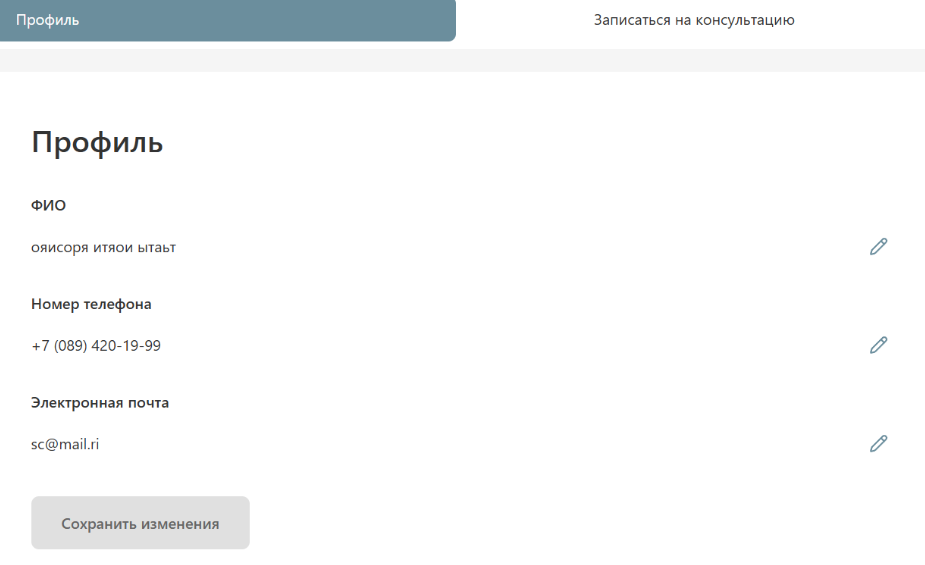 Профиль
Записаться на консультацию
Профиль
ФИО
ояисоря итяои ытаьт
Номер телефона
+7 (089) 420-19-99
Электронная почта
sc@mail.ri
Сохранить изменения